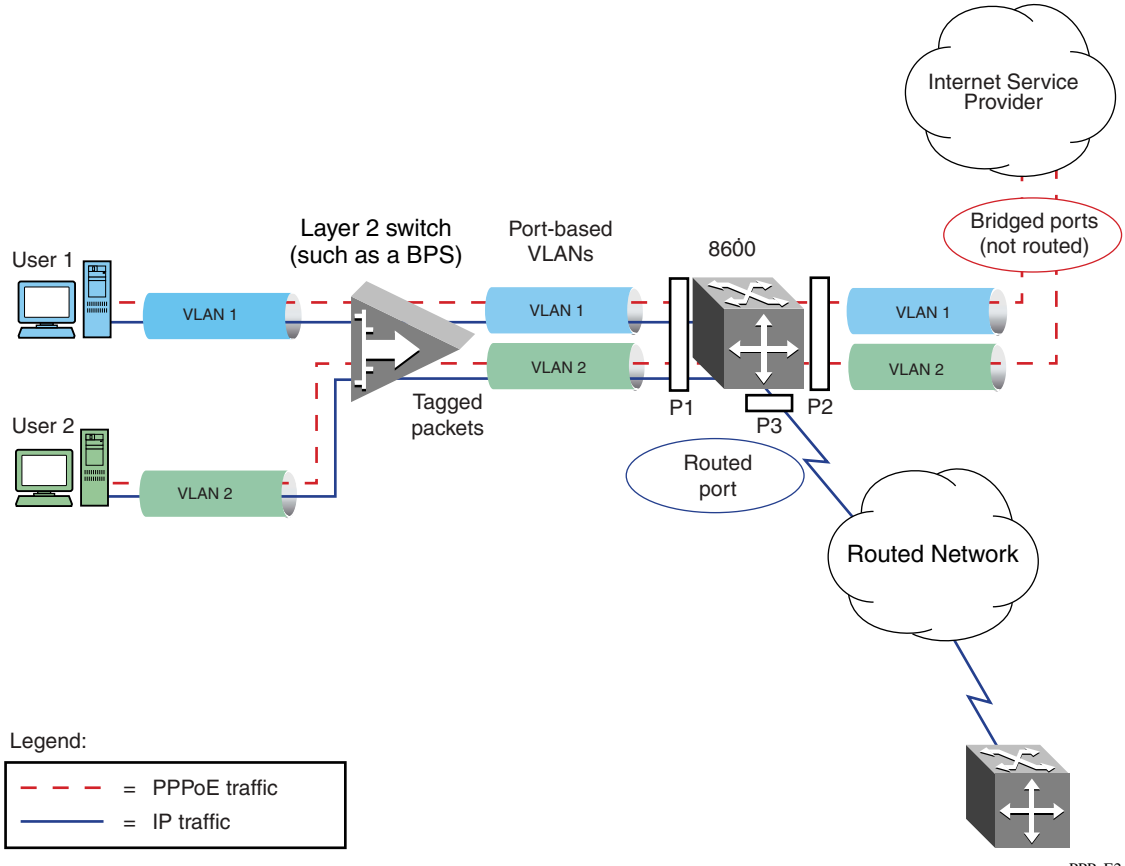 Internet Service
Provider
Bridged ports
(not routed)
Layer 2 switch
(such as a BPS)
Port-based
VLANs
8600
User 1
VLAN 1
VLAN 1
VLAN 1
VLAN 2
VLAN 2
Tagged
packets
P1
P2
P3
User 2
VLAN 2
Routed
port
Routed Network
Legend:
= PPPoE traffic
= IP traffic